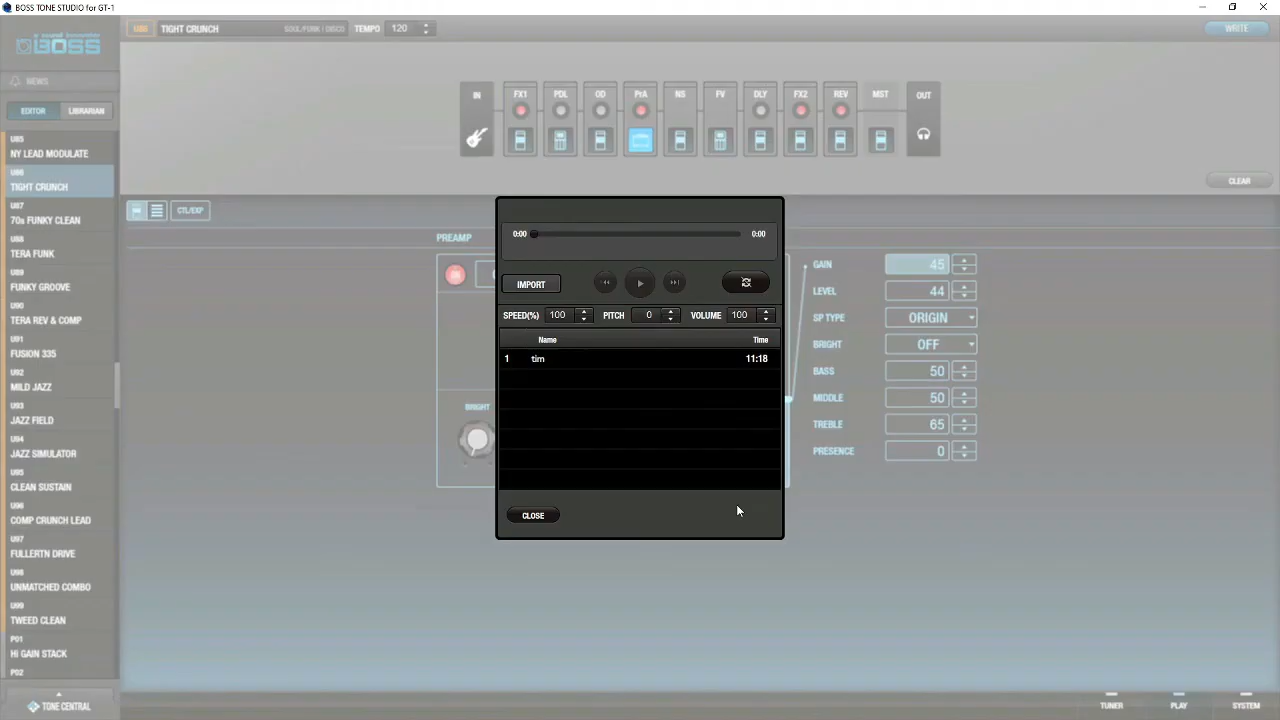 BOSS TONE STUDIO for GT-1
BOSS
U86 TIGHT CRUNCH SOUL/FUNK | DISCO TEMPO 120
WRITE
NEWS
EDITOR LIBRARIAN
U85
NY LEAD MODULATE
U86
TIGHT CRUNCH
U87
70s FUNKY CLEAN
U88
TERA FUNK
U89
FUNKY GROOVE
U90
TERA REV & COMP
U91
FUSION 335
U92
MILD JAZZ
U93
JAZZ FIELD
U94
JAZZ SIMULATOR
U95
CLEAN SUSTAIN
U96
COMP CRUNCH LEAD
U97
FULLERTN DRIVE
U98
UNMATCHED COMBO
U99
TWEED CLEAN
P01
Hi GAIN STACK
P02
TONE CENTRAL
IN FX1 PDL OD PrA NS FV DLY FX2 REV MST OUT
CLEAR
CTL/EXP
PREAMP
BRIGHT
0:00 0:00
IMPORT
SPEED(%) 100 PITCH 0 VOLUME 100
Name Time
1 tim 11:18
CLOSE
GAIN 45
LEVEL 44
SP TYPE ORIGIN
BRIGHT OFF
BASS 50
MIDDLE 50
TREBLE 65
PRESENCE 0
TUNER PLAY SYSTEM